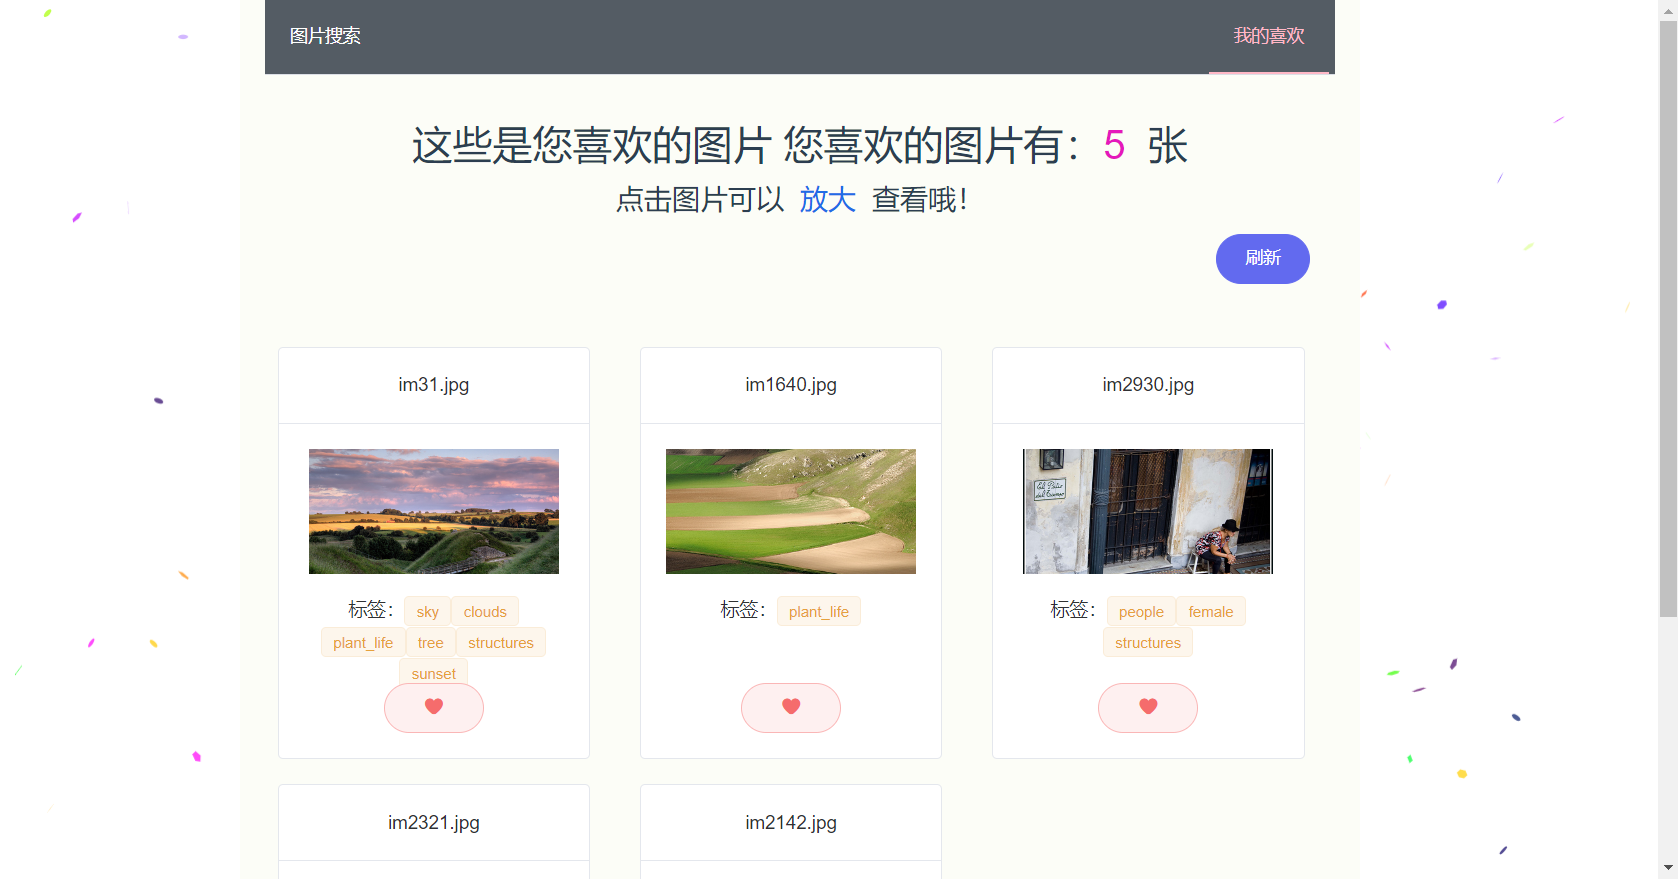 图片搜索 我的喜欢
这些是您喜欢的图片 您喜欢的图片有：5 张
点击图片可以 放大 查看哦！
刷新
im31.jpg im1640.jpg im2930.jpg
标签： sky clouds
plant_life tree structures
sunset
标签： plant_life
标签： people female
structures
im2321.jpg im2142.jpg